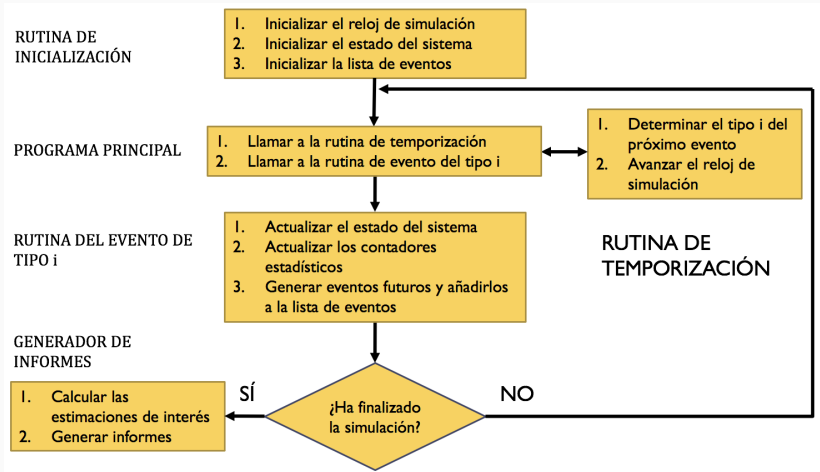 RUTINA DE
INICIALIZACIÓN
1. Inicializar el reloj de simulación
2. Inicializar el estado del sistema
3. Inicializar la lista de eventos
PROGRAMA PRINCIPAL
1. Llamar a la rutina de temporización
2. Llamar a la rutina de evento del tipo i
1. Determinar el tipo i del
próximo evento
2. Avanzar el reloj de
simulación
RUTINA DEL EVENTO DE
TIPO i
1. Actualizar el estado del sistema
2. Actualizar los contadores
estadísticos
3. Generar eventos futuros y añadirlos
a la lista de eventos
RUTINA DE
TEMPORIZACIÓN
GENERADOR DE
INFORMES
1. Calcular las
estimaciones de interés
2. Generar informes
SÍ
¿Ha finalizado
la simulación?
NO